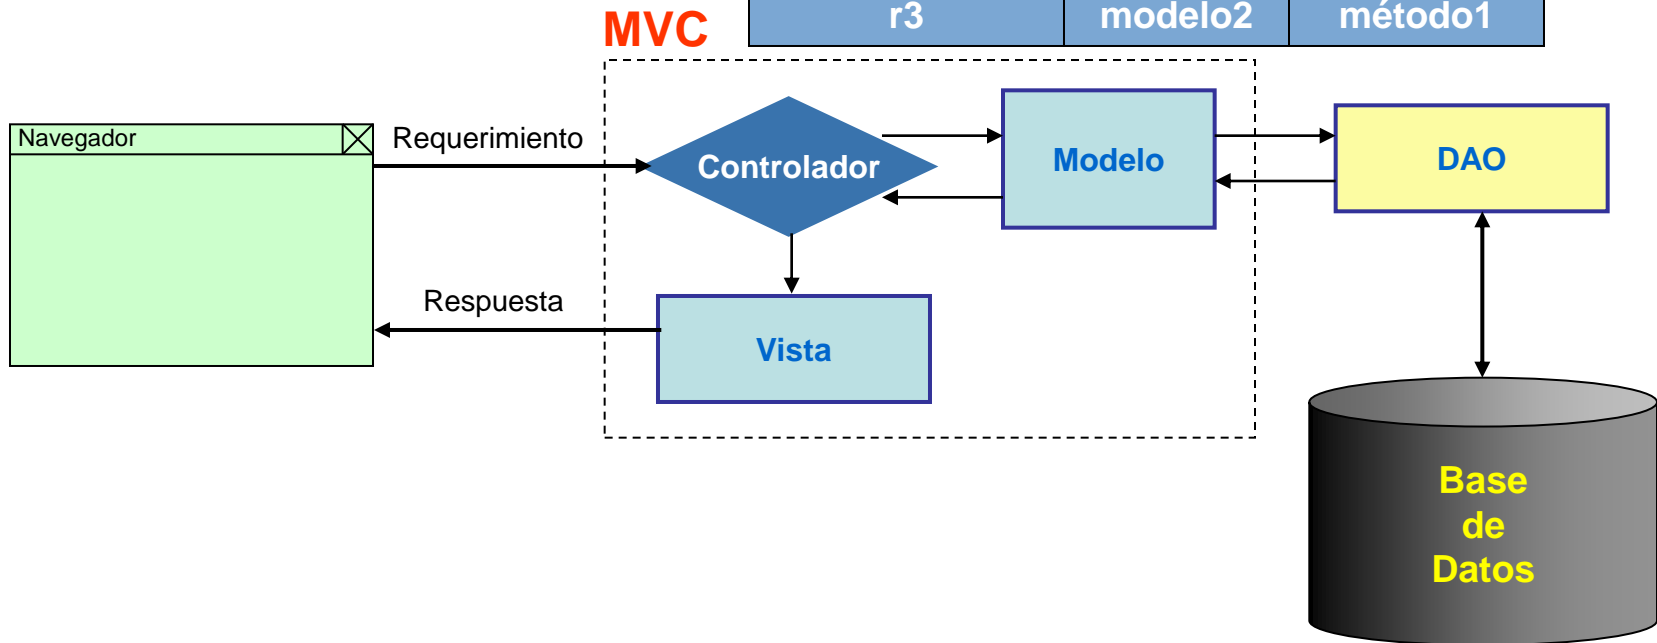 r3 modelo2 método1
MVC
Navegador
Requerimiento
Controlador
Modelo
DAO
Respuesta
Vista
Base
de
Datos